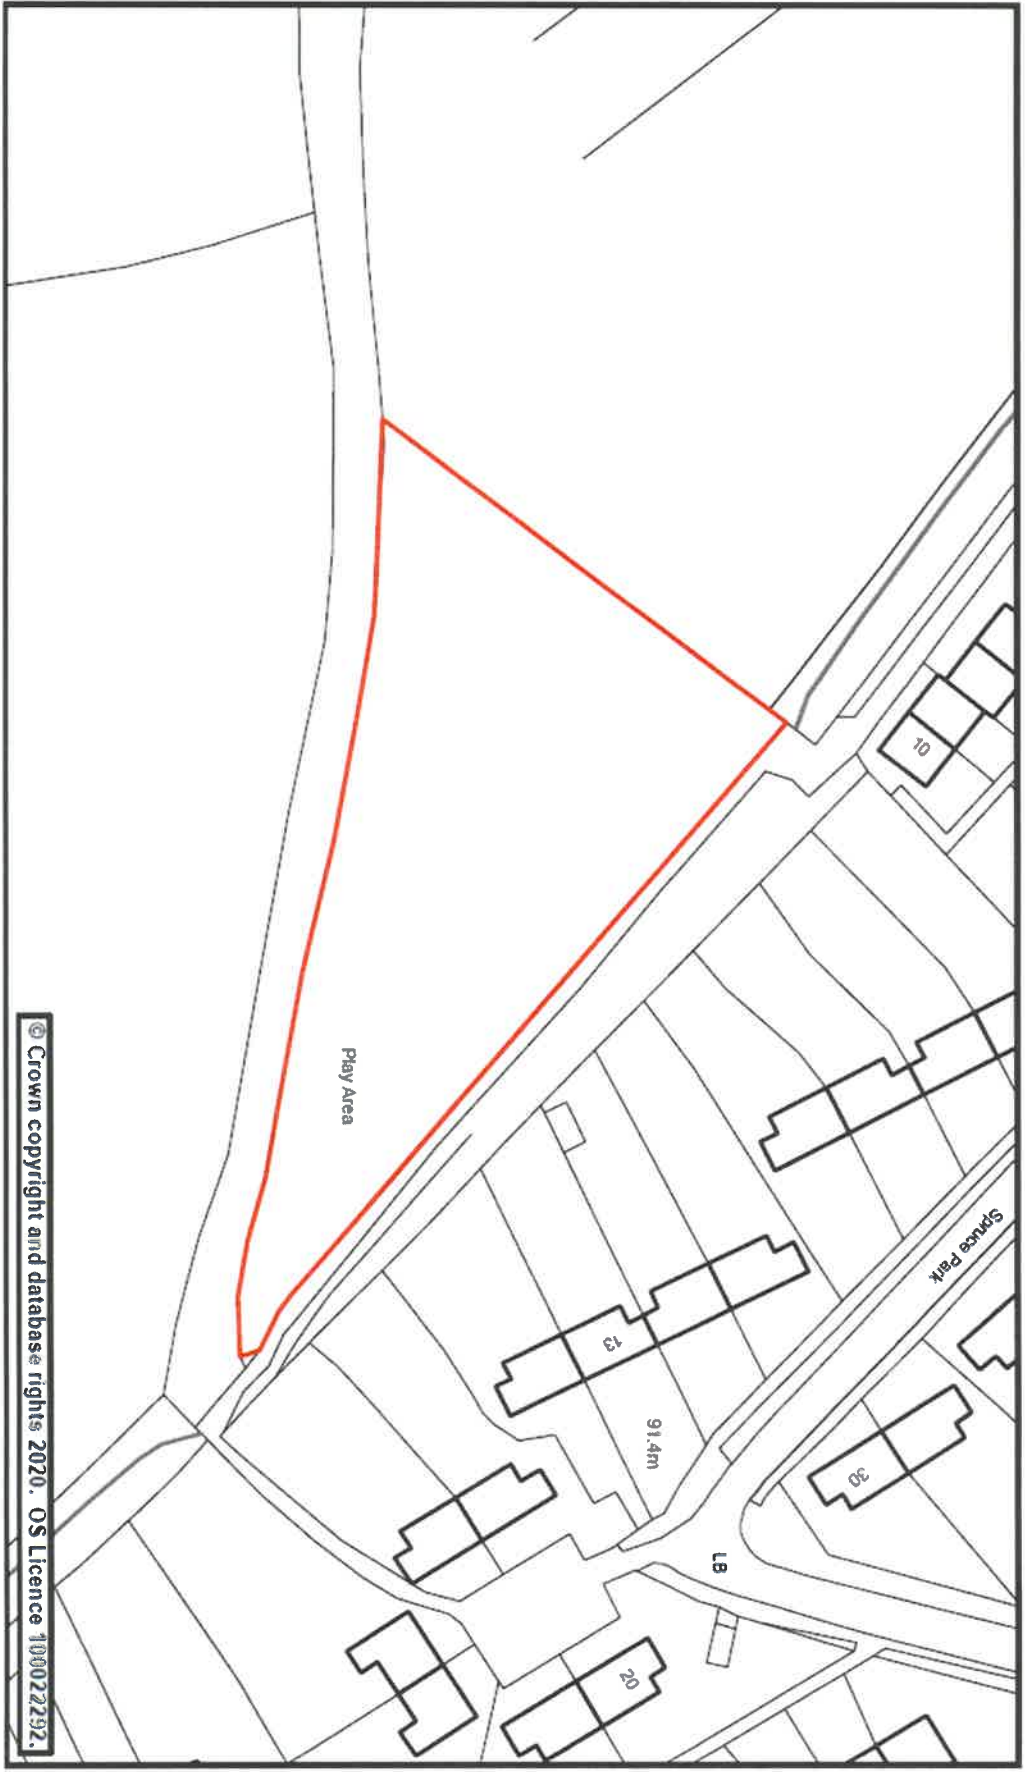 10
Spruce Park
Play Area
13
91.4m
30
LB
20
© Crown copyright and database rights 2020. OS Licence 100022292.